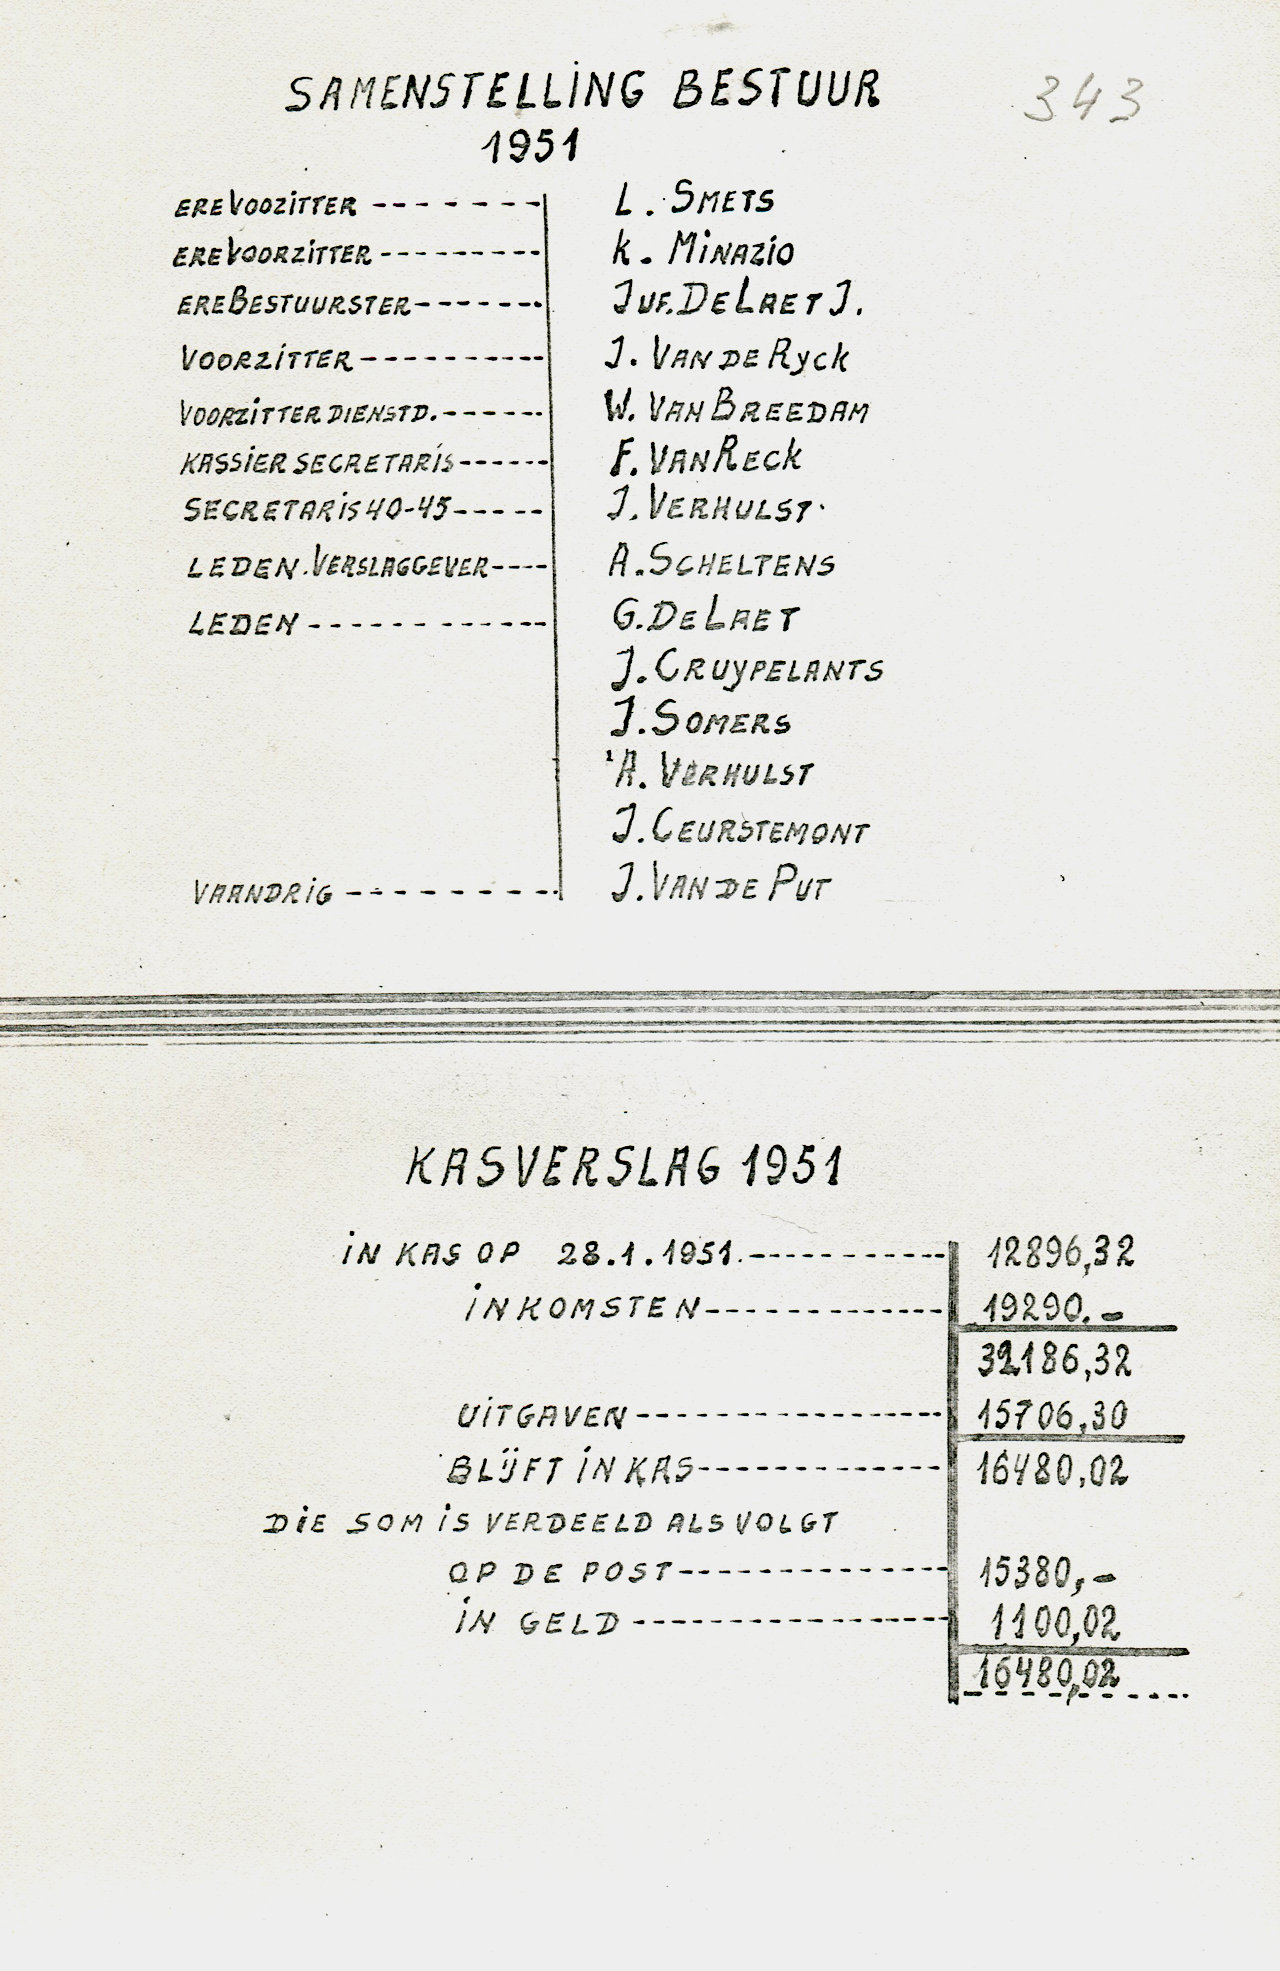 SAMENSTELLING BESTUUR 343
1951
EREVOOZITTER -------- L. SMETS
EREVOORZITTER --------- K. MINAZIO
EREBESTUURSTER ------- JUF. DE LAET J.
VOORZITTER ---------- J. VAN DE RYCK
VOORZITTER DIENSTD. ------ W. VAN BREEDAM
KASSIER SECRETARIS ------ F. VAN RECK
SECRETARIS 40-45 ----- J. VERHULST
LEDEN. VERSLAGGEVER ---- A. SCHELTENS
LEDEN ------------ G. DE LAET
J. CRUYPELANTS
J. SOMERS
A. VERHULST
J. CEURSTEMONT
VAANDRIG --------- J. VAN DE PUT
KASVERSLAG 1951
IN KAS OP 28.1.1951. ---------- 12896,32
INKOMSTEN ------------ 19290.-
32186,32
UITGAVEN --------------- 15706,30
BLIJFT IN KAS ------------ 16480,02
DIE SOM IS VERDEELD ALS VOLGT
OP DE POST ------------- 15380,-
IN GELD --------------- 1100,02
16480,02